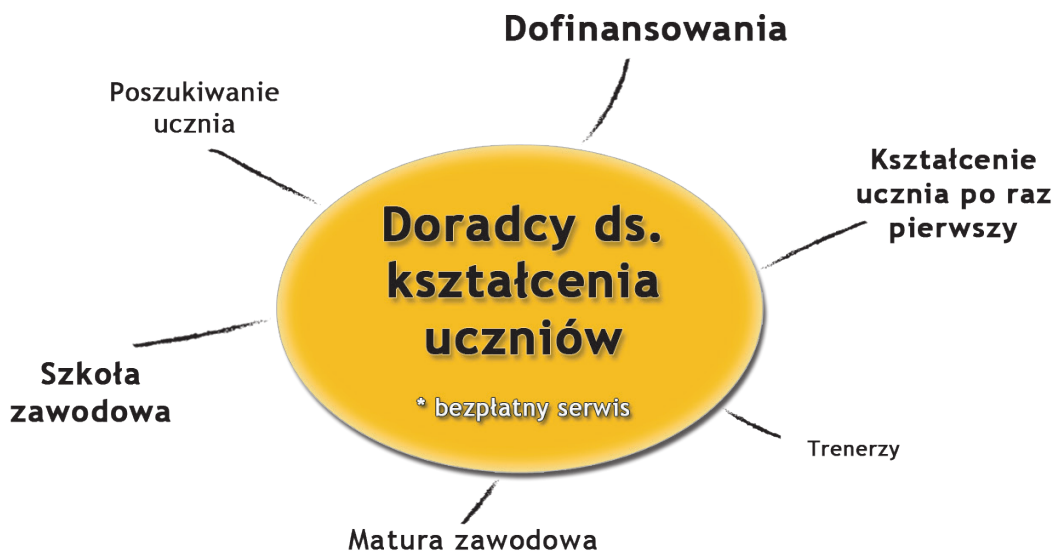 Dofinansowania
Poszukiwanie
ucznia
Kształcenie
ucznia po raz
pierwszy
Doradcy ds.
kształcenia
uczniów
* bezpłatny serwis
Szkoła
zawodowa
Trenerzy
Matura zawodowa